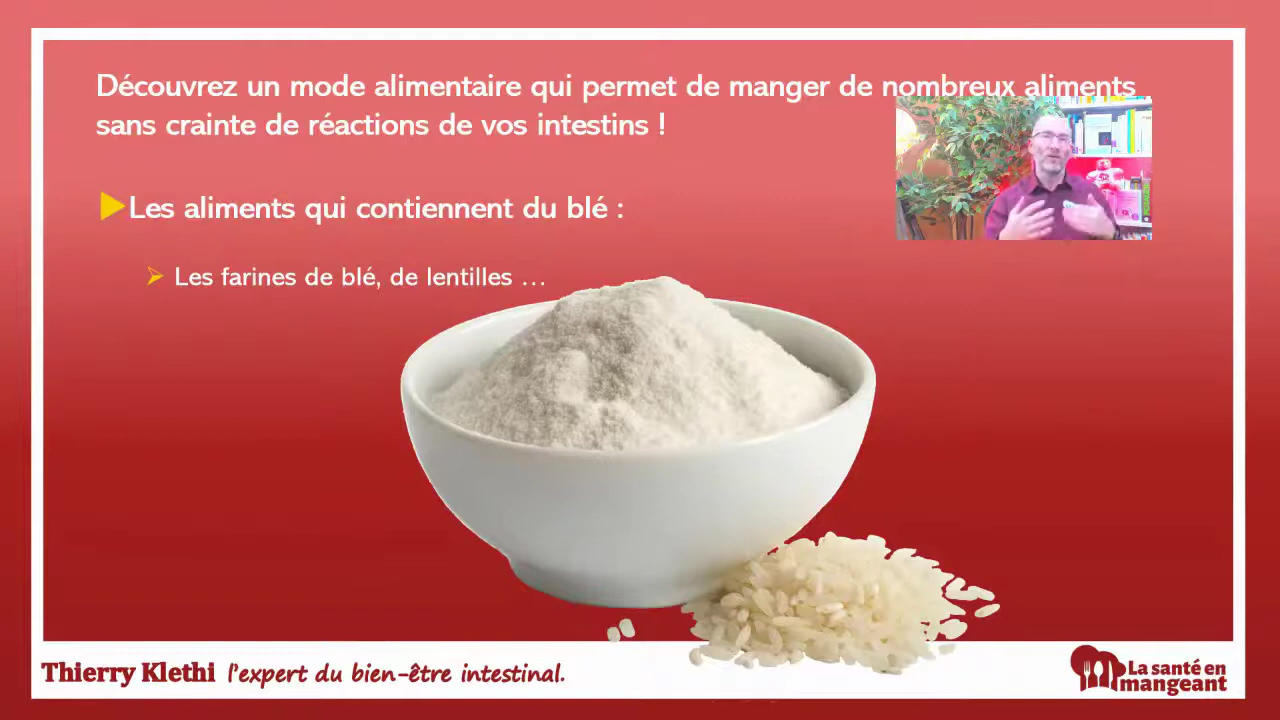 Découvrez un mode alimentaire qui permet de manger de nombreux aliments
sans crainte de réactions de vos intestins !
Les aliments qui contiennent du blé :
Les farines de blé, de lentilles ...
Thierry Klethi l'expert du bien-être intestinal.
La santé en
mangeant